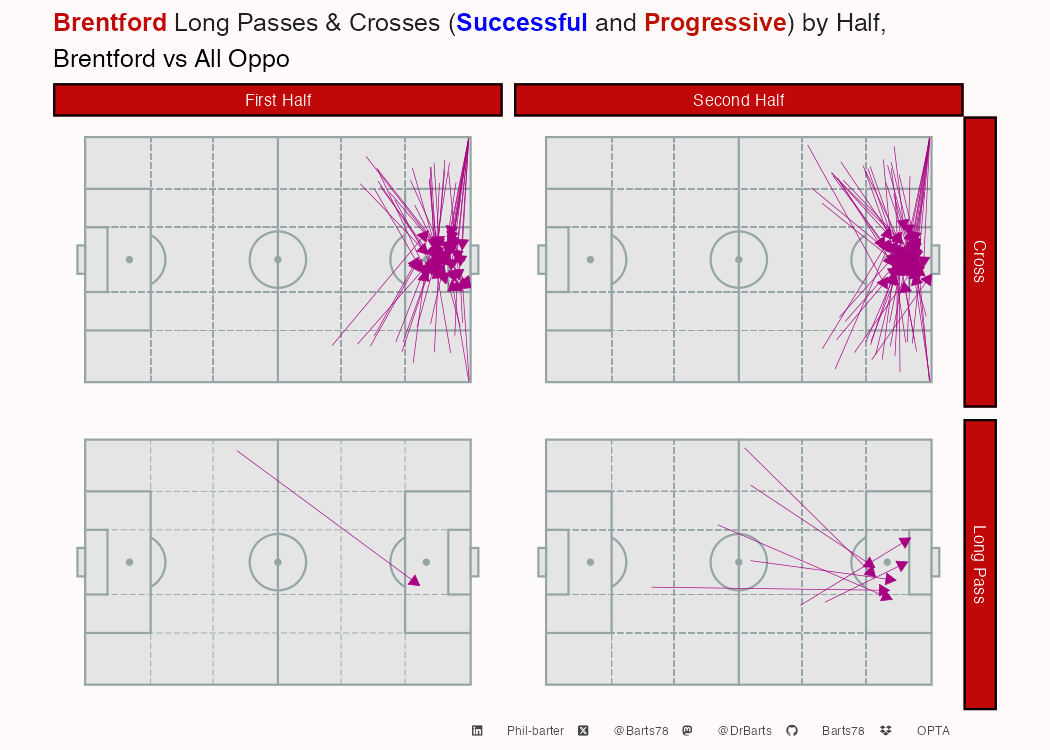 Brentford Long Passes & Crosses (Successful and Progressive) by Half,
Brentford vs All Oppo
First Half
Second Half
Cross
Long Pass
Phil-barter @Barts78 @DrBarts Barts78 OPTA